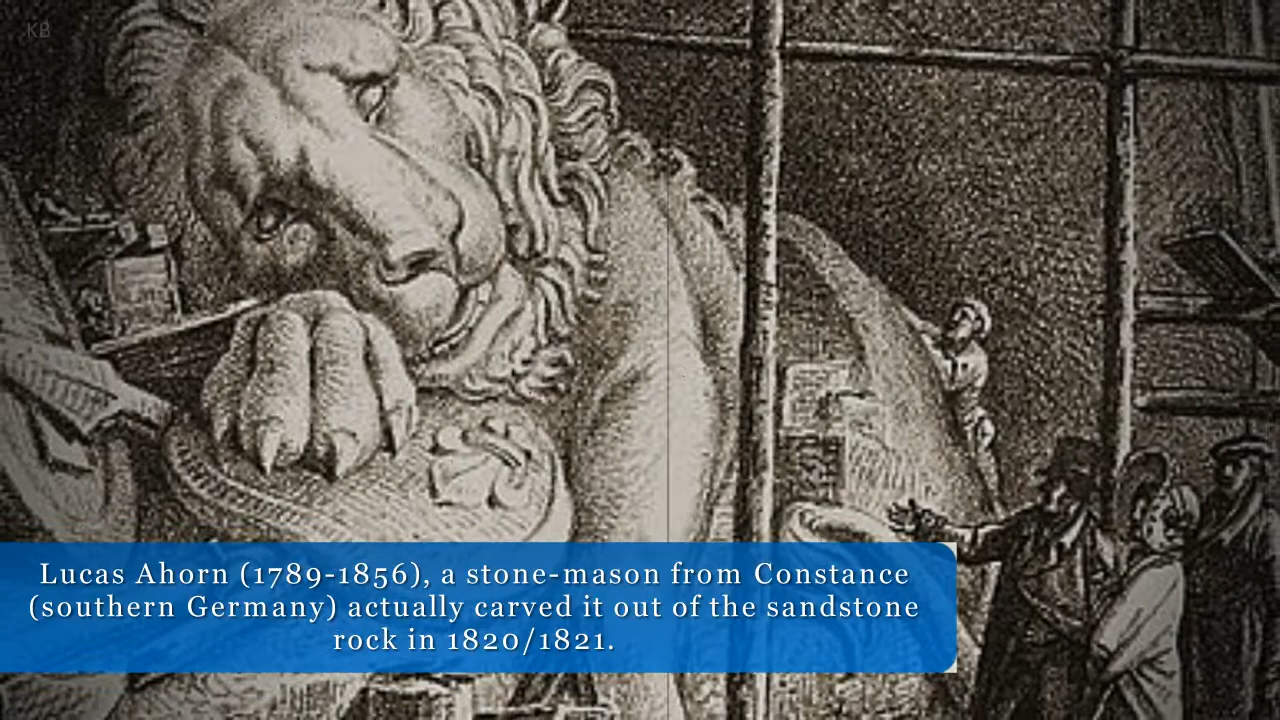 KB
Lucas Ahorn (1789-1856), a stone-mason from Constance
(southern Germany) actually carved it out of the sandstone
rock in 1820/1821.